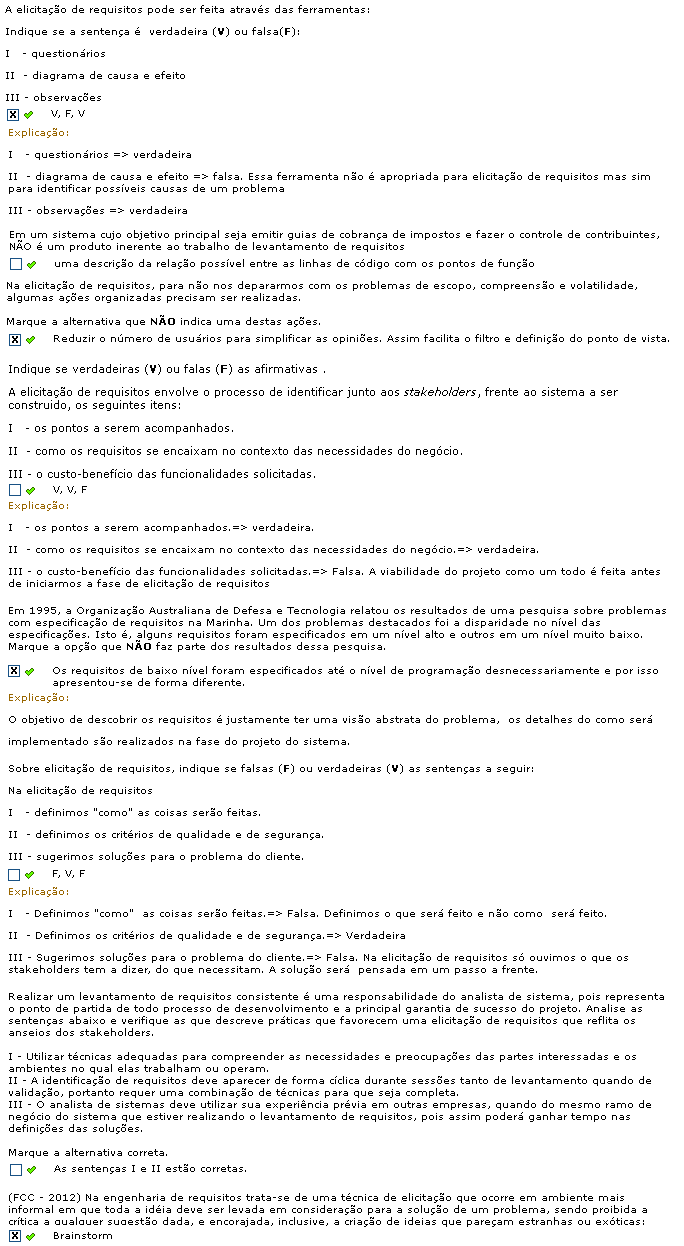 A elicitação de requisitos pode ser feita através das ferramentas:
Indique se a sentença é  verdadeira (V) ou falsa(F):
I   - questionários
II  - diagrama de causa e efeito
III - observações
V, F, V
Explicação:
I   - questionários => verdadeira
II  - diagrama de causa e efeito => falsa. Essa ferramenta não é apropriada para elicitação de requisitos mas sim
para identificar possíveis causas de um problema
III - observações => verdadeira
Em um sistema cujo objetivo principal seja emitir guias de cobrança de impostos e fazer o controle de contribuintes,
NÃO é um produto inerente ao trabalho de levantamento de requisitos
uma descrição da relação possível entre as linhas de código com os pontos de função
Na elicitação de requisitos, para não nos depararmos com os problemas de escopo, compreensão e volatilidade,
algumas ações organizadas precisam ser realizadas.
Marque a alternativa que NÃO indica uma destas ações.
Reduzir o número de usuários para simplificar as opiniões. Assim facilita o filtro e definição do ponto de vista.
Indique se verdadeiras (V) ou falas (F) as afirmativas .
A elicitação de requisitos envolve o processo de identificar junto aos stakeholders, frente ao sistema a ser
construido, os seguintes itens:
I   - os pontos a serem acompanhados.
II  - como os requisitos se encaixam no contexto das necessidades do negócio.
III - o custo-benefício das funcionalidades solicitadas.
V, V, F
Explicação:
I   - os pontos a serem acompanhados.=> verdadeira.
II  - como os requisitos se encaixam no contexto das necessidades do negócio.=> verdadeira.
III - o custo-benefício das funcionalidades solicitadas.=> Falsa. A viabilidade do projeto como um todo é feita antes
de iniciarmos a fase de elicitação de requisitos
Em 1995, a Organização Australiana de Defesa e Tecnologia relatou os resultados de uma pesquisa sobre problemas
com especificação de requisitos na Marinha. Um dos problemas destacados foi a disparidade no nível das
especificações. Isto é, alguns requisitos foram especificados em um nível alto e outros em um nível muito baixo.
Marque a opção que NÃO faz parte dos resultados dessa pesquisa.
Os requisitos de baixo nível foram especificados até o nível de programação desnecessariamente e por isso
apresentou-se de forma diferente.
Explicação:
O objetivo de descobrir os requisitos é justamente ter uma visão abstrata do problema,  os detalhes do como será
implementado são realizados na fase do projeto do sistema.
Sobre elicitação de requisitos, indique se falsas (F) ou verdadeiras (V) as sentenças a seguir:
Na elicitação de requisitos
I   - definimos "como" as coisas serão feitas.
II  - definimos os critérios de qualidade e de segurança.
III - sugerimos soluções para o problema do cliente.
F, V, F
Explicação:
I   - Definimos "como"  as coisas serão feitas.=> Falsa. Definimos o que será feito e não como  será feito.
II  - Definimos os critérios de qualidade e de segurança.=> Verdadeira
III - Sugerimos soluções para o problema do cliente.=> Falsa. Na elicitação de requisitos só ouvimos o que os
stakeholders tem a dizer, do que necessitam. A solução será  pensada em um passo a frente.
Realizar um levantamento de requisitos consistente é uma responsabilidade do analista de sistema, pois representa
o ponto de partida de todo processo de desenvolvimento e a principal garantia de sucesso do projeto. Analise as
sentenças abaixo e verifique as que descreve práticas que favorecem uma elicitação de requisitos que reflita os
anseios dos stakeholders.
I - Utilizar técnicas adequadas para compreender as necessidades e preocupações das partes interessadas e os
ambientes no qual elas trabalham ou operam.
II - A identificação de requisitos deve aparecer de forma cíclica durante sessões tanto de levantamento quando de
validação, portanto requer uma combinação de técnicas para que seja completa.
III - O analista de sistemas deve utilizar sua experiência prévia em outras empresas, quando do mesmo ramo de
negócio do sistema que estiver realizando o levantamento de requisitos, pois assim poderá ganhar tempo nas
definições das soluções.
Marque a alternativa correta.
As sentenças I e II estão corretas.
(FCC - 2012) Na engenharia de requisitos trata-se de uma técnica de elicitação que ocorre em ambiente mais
informal em que toda a idéia deve ser levada em consideração para a solução de um problema, sendo proibida a
crítica a qualquer sugestão dada, e encorajada, inclusive, a criação de ideias que pareçam estranhas ou exóticas:
Brainstorm